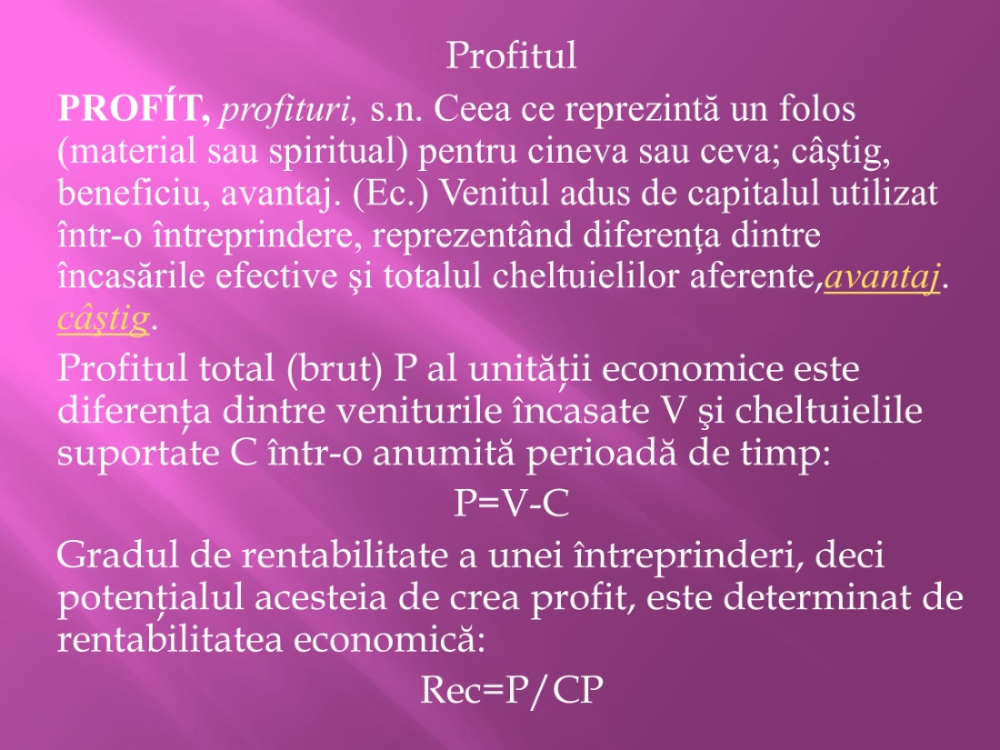 Profitul
PROFÍT, profituri, s.n. Ceea ce reprezintă un folos
(material sau spiritual) pentru cineva sau ceva; câştig,
beneficiu, avantaj. (Ec.) Venitul adus de capitalul utilizat
într-o întreprindere, reprezentând diferenţa dintre
încasările efective şi totalul cheltuielilor aferente,avantaj.
câştig.
Profitul total (brut) P al unităţii economice este
diferenţa dintre veniturile încasate V şi cheltuielile
suportate C într-o anumită perioadă de timp:
P=V-C
Gradul de rentabilitate a unei întreprinderi, deci
potenţialul acesteia de crea profit, este determinat de
rentabilitatea economică:
Rec=P/CP